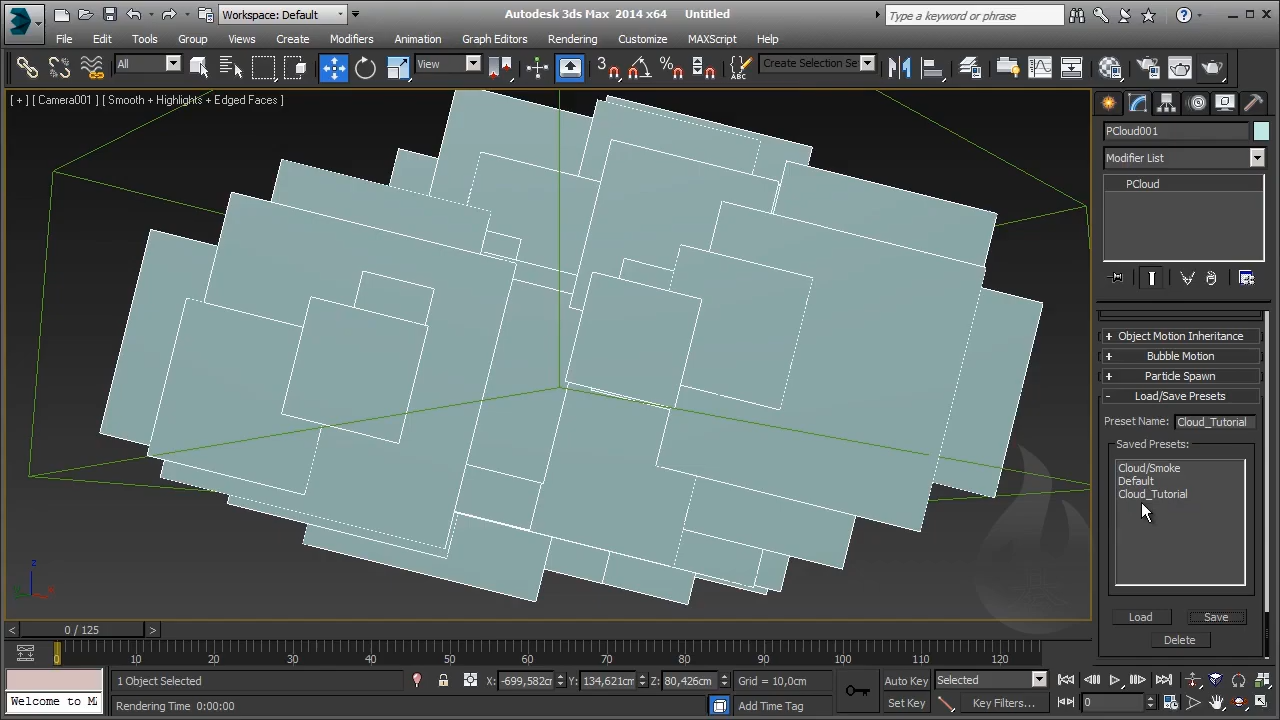 Workspace: Default
Autodesk 3ds Max 2014 x64 Untitled
Type a keyword or phrase
File Edit Tools Group Views Create Modifiers Animation Graph Editors Rendering Customize MAXScript Help
All
View
3
%
ABC
Create Selection Se
[ + ] [ Camera001 ] [ Smooth + Highlights + Edged Faces ]
PCloud001
Modifier List
PCloud
+ Object Motion Inheritance
+ Bubble Motion
+ Particle Spawn
- Load/Save Presets
Preset Name: Cloud_Tutorial
Saved Presets:
Cloud/Smoke
Default
Cloud_Tutorial
Load Save
Delete
z
x
< 0 / 125 >
0 10 20 30 40 50 60 70 80 90 100 110 120
1 Object Selected
X: -699,582cm Y: 134,621cm Z: 80,426cm Grid = 10,0cm
Auto Key Selected
Welcome to MA
Rendering Time 0:00:00
Add Time Tag
Set Key Key Filters...
0